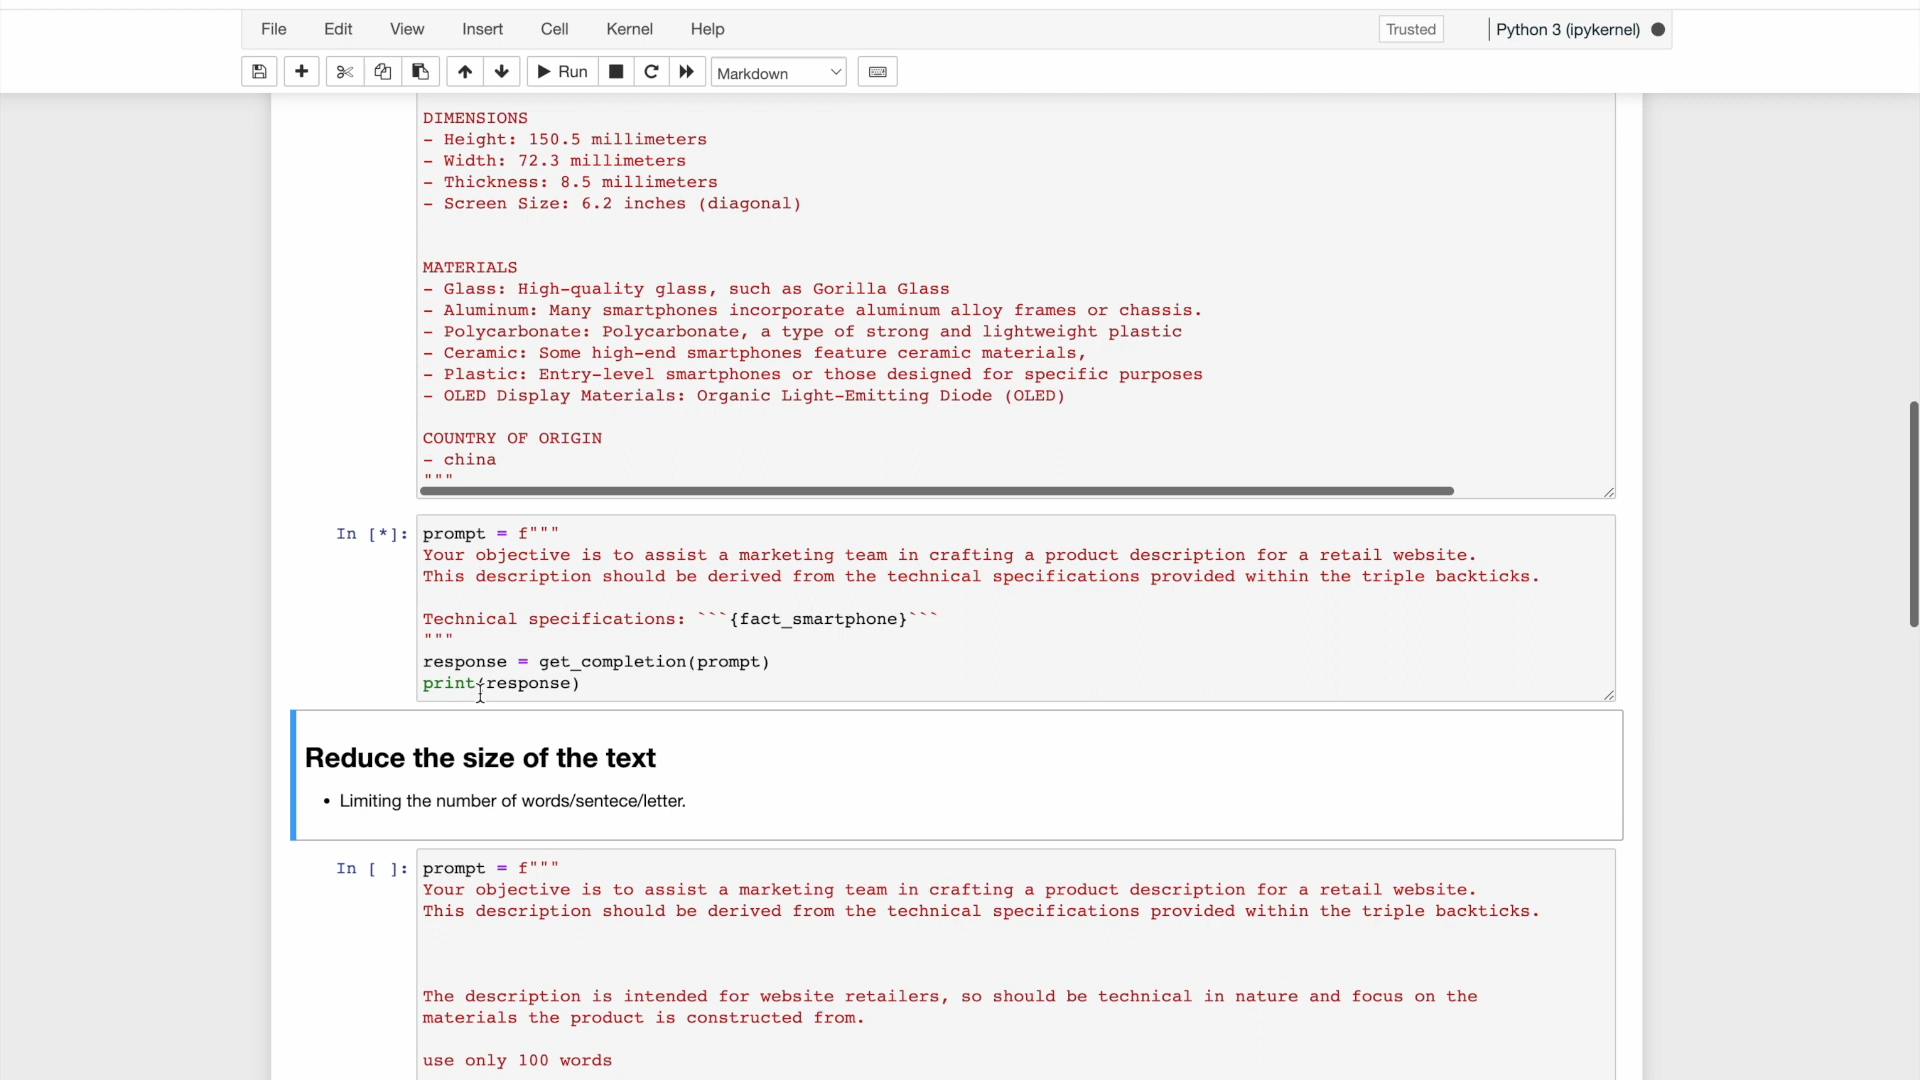 File Edit View Insert Cell Kernel Help Trusted Python 3 (ipykernel)
Run Markdown
DIMENSIONS
- Height: 150.5 millimeters
- Width: 72.3 millimeters
- Thickness: 8.5 millimeters
- Screen Size: 6.2 inches (diagonal)
MATERIALS
- Glass: High-quality glass, such as Gorilla Glass
- Aluminum: Many smartphones incorporate aluminum alloy frames or chassis.
- Polycarbonate: Polycarbonate, a type of strong and lightweight plastic
- Ceramic: Some high-end smartphones feature ceramic materials,
- Plastic: Entry-level smartphones or those designed for specific purposes
- OLED Display Materials: Organic Light-Emitting Diode (OLED)
COUNTRY OF ORIGIN
- china
"""
In [*]: prompt = f"""
Your objective is to assist a marketing team in crafting a product description for a retail website.
This description should be derived from the technical specifications provided within the triple backticks.
Technical specifications: ```{fact_smartphone}```
"""
response = get_completion(prompt)
print(response)
Reduce the size of the text
• Limiting the number of words/sentece/letter.
In [ ]: prompt = f"""
Your objective is to assist a marketing team in crafting a product description for a retail website.
This description should be derived from the technical specifications provided within the triple backticks.
The description is intended for website retailers, so should be technical in nature and focus on the
materials the product is constructed from.
use only 100 words